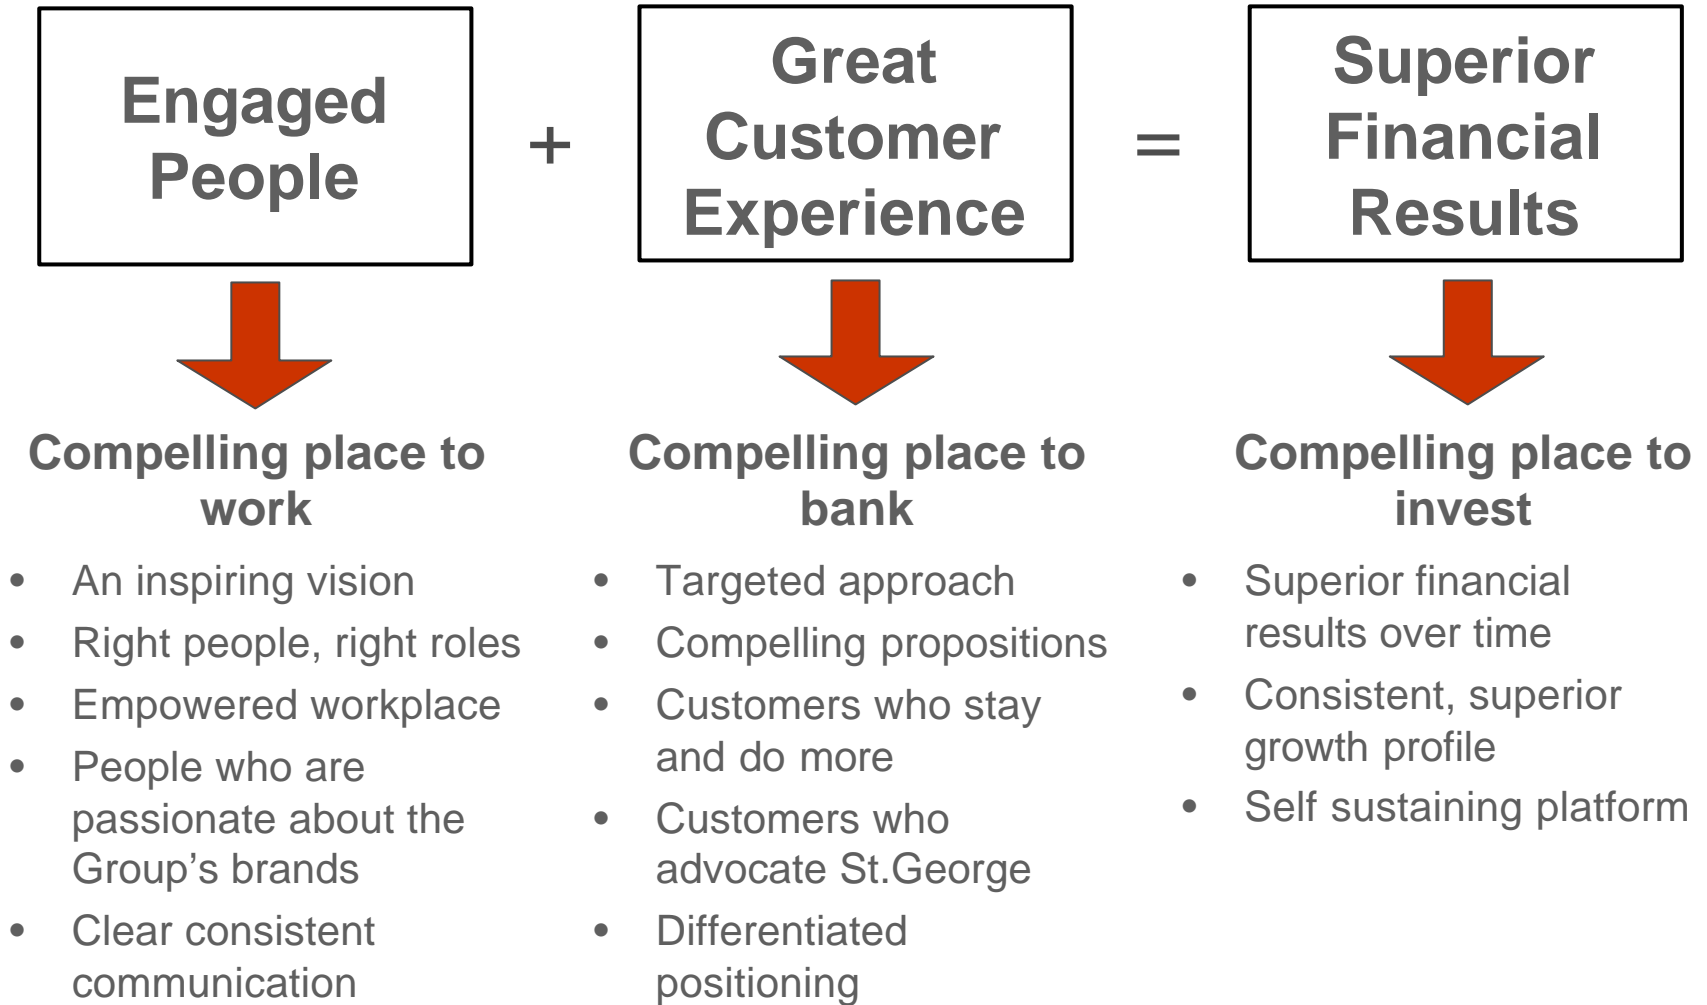 Engaged
People
+
Great
Customer
Experience
=
Superior
Financial
Results
Compelling place to
work
• An inspiring vision
• Right people, right roles
• Empowered workplace
• People who are
passionate about the
Group’s brands
• Clear consistent
communication
Compelling place to
bank
• Targeted approach
• Compelling propositions
• Customers who stay
and do more
• Customers who
advocate St.George
• Differentiated
positioning
Compelling place to
invest
• Superior financial
results over time
• Consistent, superior
growth profile
• Self sustaining platform